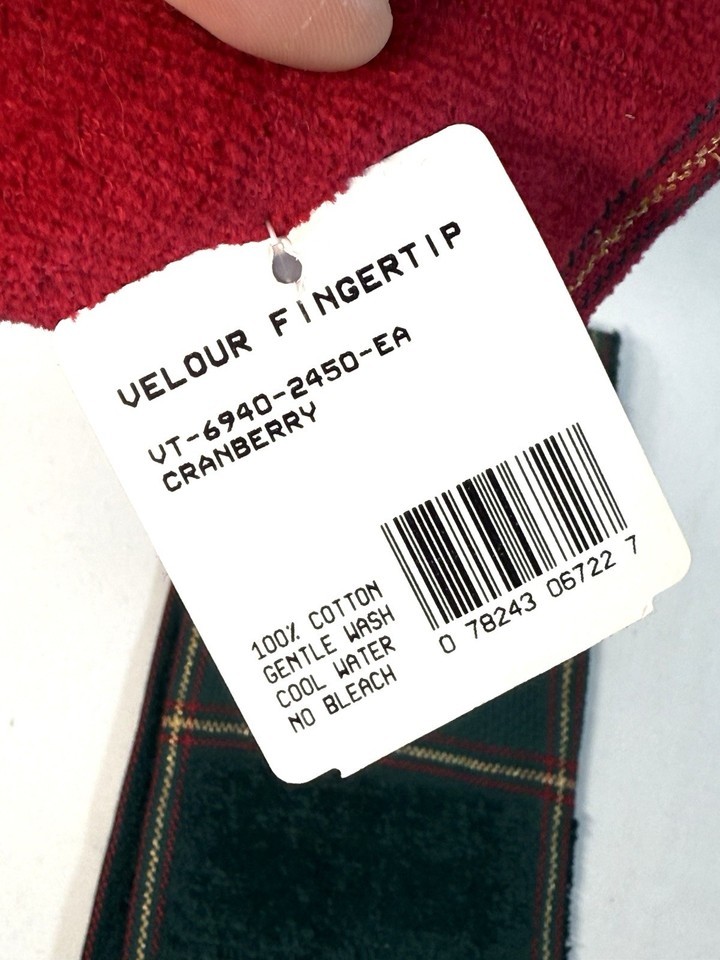 VELOUR FINGERTIP
VT-6940-2450-EA
CRANBERRY
100% COTTON
GENTLE WASH
COOL WATER
NO BLEACH
0 78243 06722 7